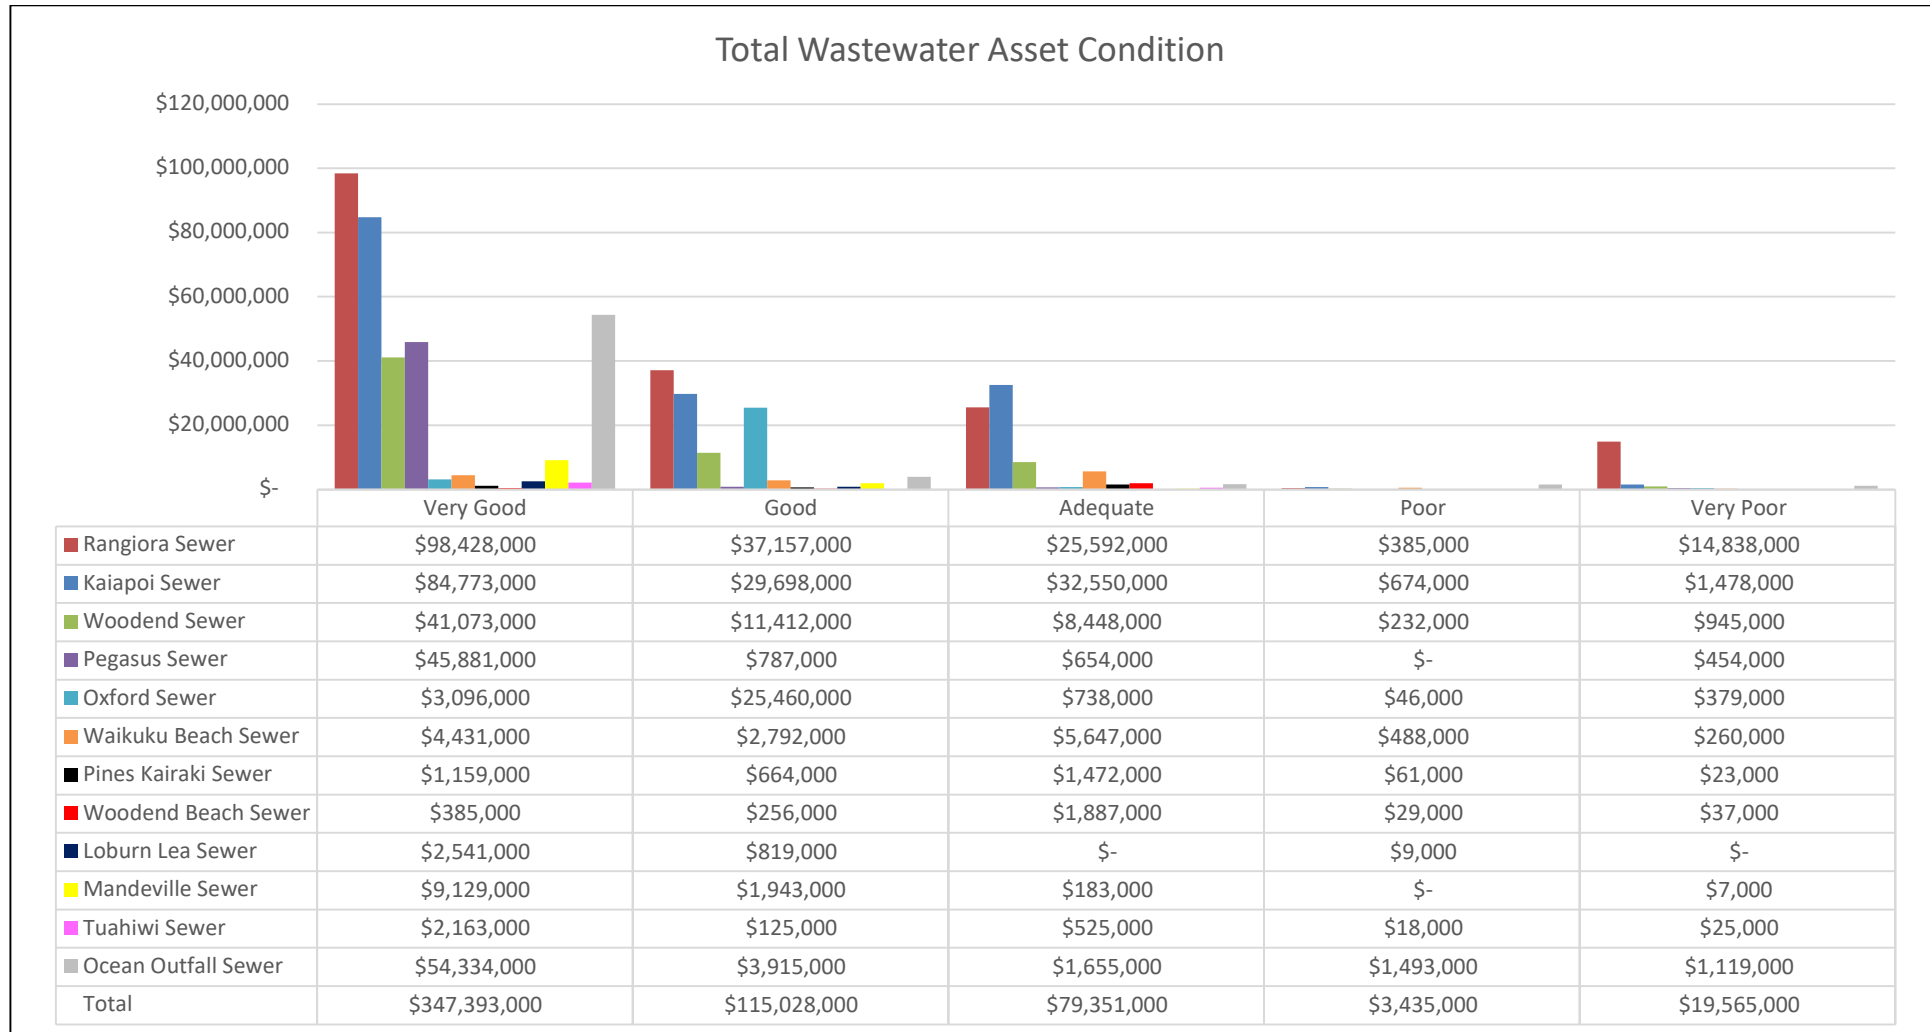 Total Wastewater Asset Condition
$120,000,000
$100,000,000
$80,000,000
$60,000,000
$40,000,000
$20,000,000
$-
Very Good Good Adequate Poor Very Poor
Rangiora Sewer $98,428,000 $37,157,000 $25,592,000 $385,000 $14,838,000
Kaiapoi Sewer $84,773,000 $29,698,000 $32,550,000 $674,000 $1,478,000
Woodend Sewer $41,073,000 $11,412,000 $8,448,000 $232,000 $945,000
Pegasus Sewer $45,881,000 $787,000 $654,000 $- $454,000
Oxford Sewer $3,096,000 $25,460,000 $738,000 $46,000 $379,000
Waikuku Beach Sewer $4,431,000 $2,792,000 $5,647,000 $488,000 $260,000
Pines Kairaki Sewer $1,159,000 $664,000 $1,472,000 $61,000 $23,000
Woodend Beach Sewer $385,000 $256,000 $1,887,000 $29,000 $37,000
Loburn Lea Sewer $2,541,000 $819,000 $- $9,000 $-
Mandeville Sewer $9,129,000 $1,943,000 $183,000 $- $7,000
Tuahiwi Sewer $2,163,000 $125,000 $525,000 $18,000 $25,000
Ocean Outfall Sewer $54,334,000 $3,915,000 $1,655,000 $1,493,000 $1,119,000
Total $347,393,000 $115,028,000 $79,351,000 $3,435,000 $19,565,000